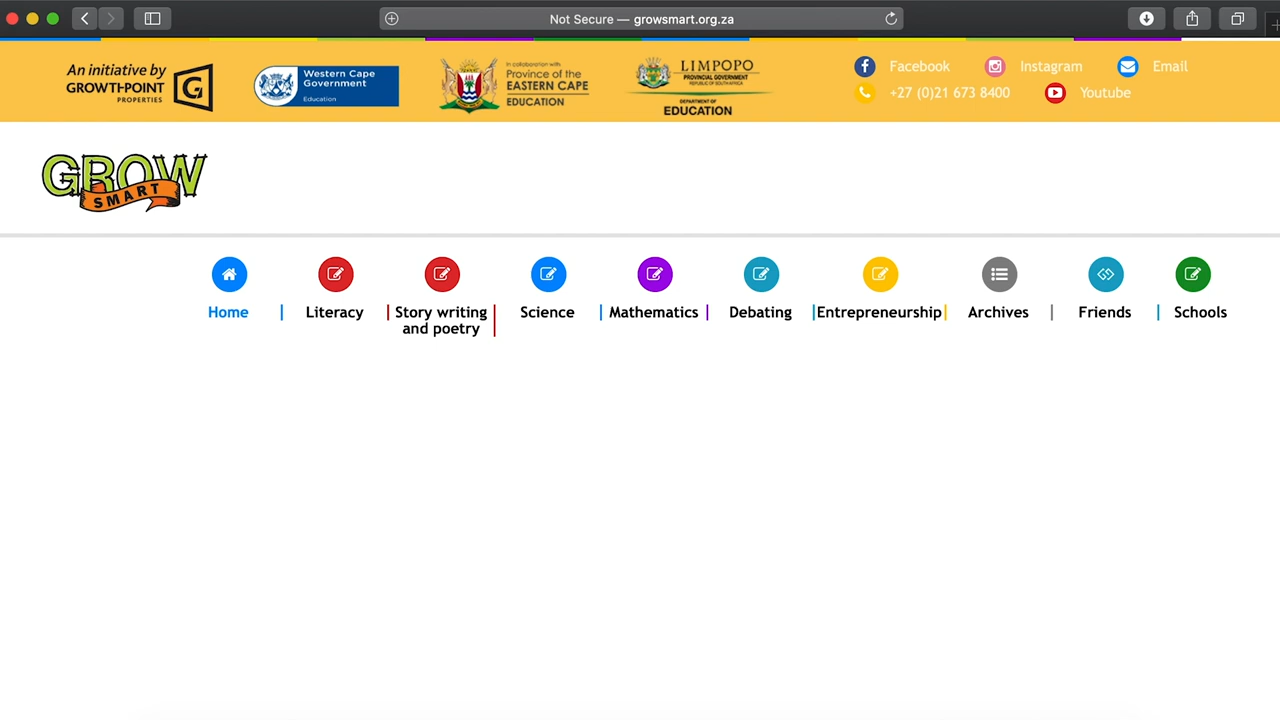 Not Secure — growsmart.org.za
An initiative by
GROWTHPOINT
PROPERTIES
Western Cape
Government
Education
in collaboration with
Province of the
EASTERN CAPE
EDUCATION
LIMPOPO
PROVINCIAL GOVERNMENT
REPUBLIC OF SOUTH AFRICA
DEPARTMENT OF
EDUCATION
Facebook
Instagram
Email
+27 (0)21 673 8400
Youtube
GROW
SMART
Home
Literacy
Story writing
and poetry
Science
Mathematics
Debating
Entrepreneurship
Archives
Friends
Schools